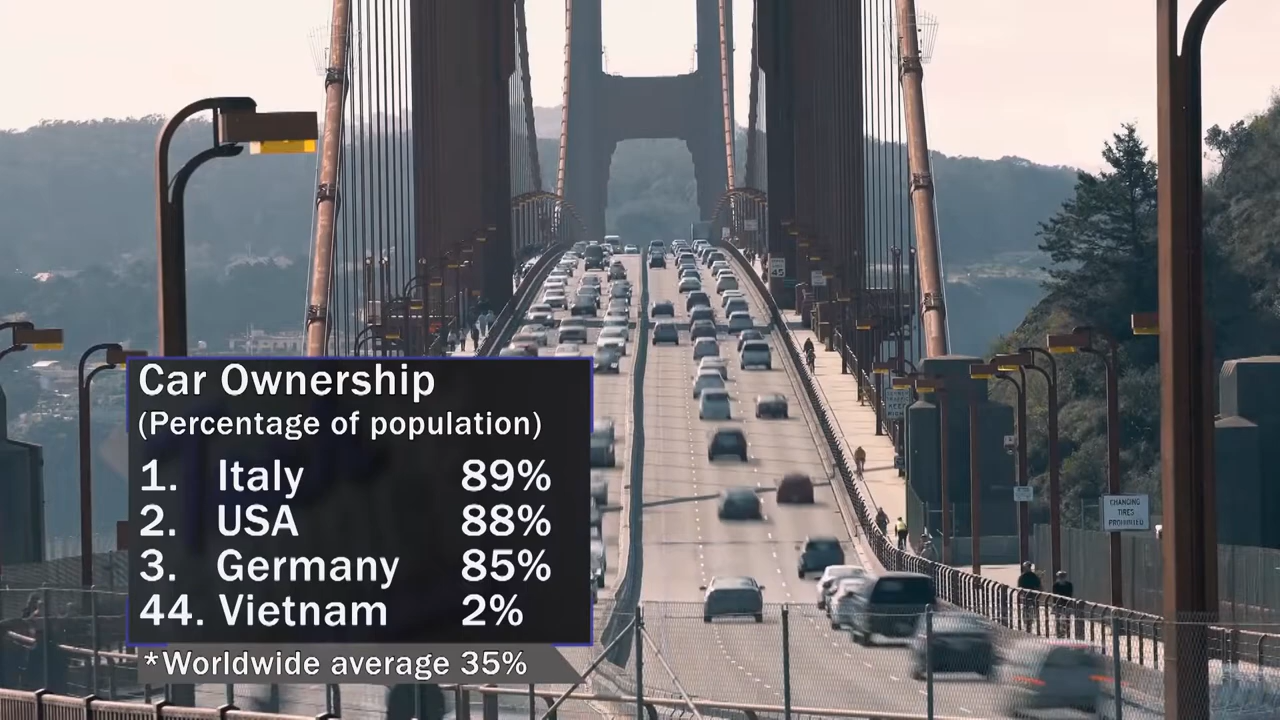 Car Ownership
(Percentage of population)
1. Italy 89%
2. USA 88%
3. Germany 85%
44. Vietnam 2%
*Worldwide average 35%
CHANGING
TIRES
PROHIBITED